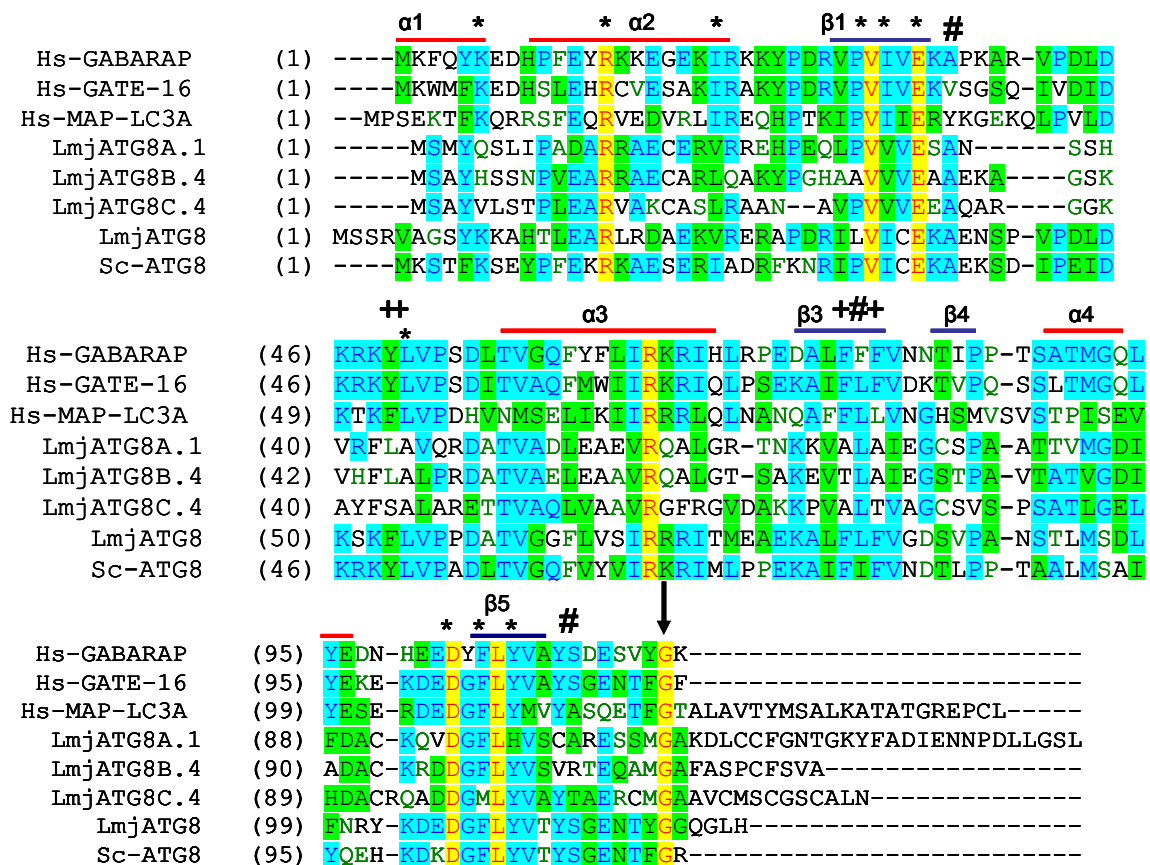 α1 * * α2 * β1 * * * #
Hs-GABARAP (1) ----MKFQYKEDHPFEYRKKEGEKIRKKYPDRVPVIVEKAPKAR-VPDLD
Hs-GATE-16 (1) ----MKWMFKEDHSLEHRCVESAKIRAKYPDRVPVIVEKVSGSQ-IVDID
Hs-MAP-LC3A (1) --MPSEKTFKQRRSFEQRVEDVRLIREQHPTKIPVIIERYKGEKQLPVLD
LmjATG8A.1 (1) -----MSMYQSLIPADARRAECERVRREHPEQLPVVVESAN------SSH
LmjATG8B.4 (1) -----MSAYHSSNPVEARRAECARLQAKYPGHAAVVVEAAEKA----GSK
LmjATG8C.4 (1) -----MSAYVLSTPLEARVAKCASLRAAN--AVPVVVEEAQAR----GGK
LmjATG8 (1) MSSRVAGSYKKAHTLEARLRDAEKVRERAPDRILVICEKAENSP-VPDLD
Sc-ATG8 (1) ----MKSTFKSEYPFEKRKAESERIADRFKNRIPVICEKAEKSD-IPEID
++ α3 β3 +#+ β4 α4
*
Hs-GABARAP (46) KRKYLVPSDLTVGQFYFLIRKRIHLRPEDALFFFVNNTIPP-TSATMGQL
Hs-GATE-16 (46) KRKYLVPSDITVAQFMWIIRKRIQLPSEKAIFLFVDKTVPQ-SSLTMGQL
Hs-MAP-LC3A (49) KTKFLVPDHVNMSELIKIIRRRLQLNANQAFFLLVNGHSMVSVSTPISEV
LmjATG8A.1 (40) VRFLAVQRDATVADLEAEVRQALGR-TNKKVALAIEGCSPA-ATTVMGDI
LmjATG8B.4 (42) VHFLALPRDATVAELEAAVRQALGT-SAKEVTLAIEGSTPA-VTATVGDI
LmjATG8C.4 (40) AYFSALARETTVAQLVAAVRGFRGVDAKKPVALTVAGCSVS-PSATLGEL
LmjATG8 (50) KSKFLVPPDATVGGFLVSIRRRITMEAEKALFLFVGDSVPA-NSTLMSDL
Sc-ATG8 (46) KRKYLVPADLTVGQFVYVIRKRIMLPPEKAIFIFVNDTLPP-TAALMSAI
β5
* * * #
Hs-GABARAP (95) YEDN-HEEDYFLYVAYSDESVYGK--------------------------
Hs-GATE-16 (95) YEKE-KDEDGFLYVAYSGENTFGF--------------------------
Hs-MAP-LC3A (99) YESE-RDEDGFLYMVYASQETFGTALAVTYMSALKATATGREPCL-----
LmjATG8A.1 (88) FDAC-KQVDGFLHVSCARESSMGAKDLCCFGNTGKYFADIENNPDLLGSL
LmjATG8B.4 (90) ADAC-KRDDGFLYVSVRTEQAMGAFASPCFSVA-----------------
LmjATG8C.4 (89) HDACRQADDGMLYVAYTAERCMGAAVCMSCGSCALN--------------
LmjATG8 (99) FNRY-KDEDGFLYVTYSGENTYGGQGLH----------------------
Sc-ATG8 (95) YQEH-KDKDGFLYVTYSGENTFGR--------------------------